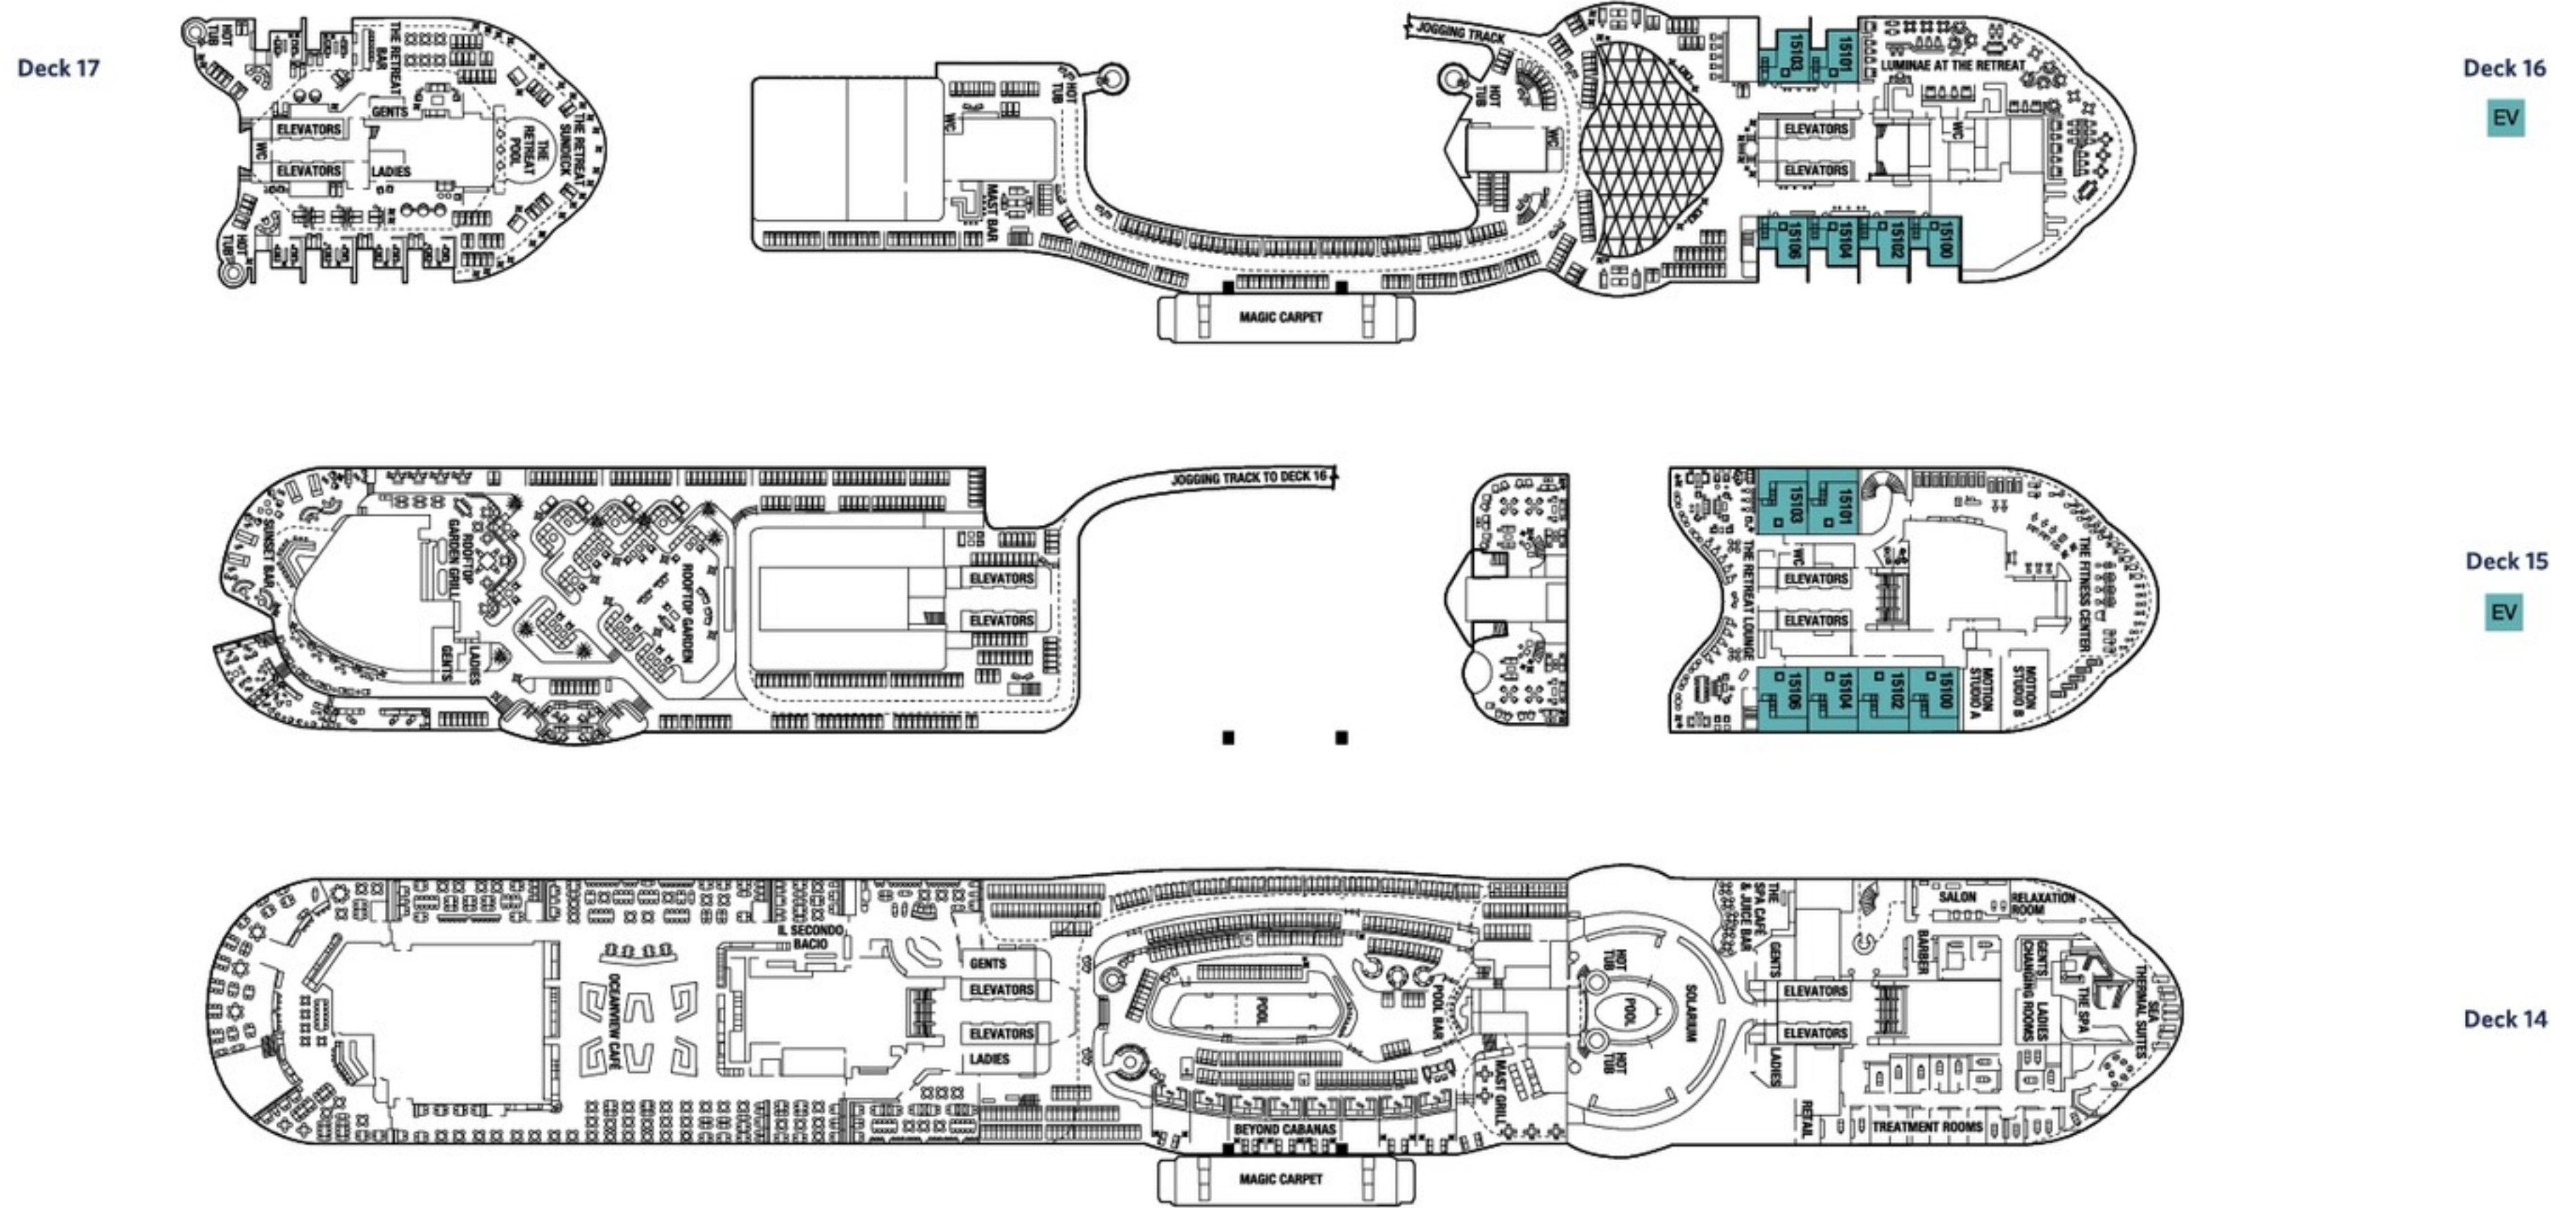 Deck 17
HOT
TUB
THE RETREAT
BAR
GENTS
ELEVATORS
WC
ELEVATORS
LADIES
THE
RETREAT
POOL
THE RETREAT
SUNDECK
HOT
TUB
JOGGING TRACK
HOT
TUB
WC
MAST BAR
HOT
TUB
WC
15103
15101
LUMINAE AT THE RETREAT
ELEVATORS
WC
ELEVATORS
15106
15104
15102
15100
MAGIC CARPET
Deck 16
EV
JOGGING TRACK TO DECK 16
SUNSET BAR
ROOFTOP
GARDEN GRILL
ROOFTOP GARDEN
ELEVATORS
ELEVATORS
GENTS
LADIES
15103
15101
THE RETREAT LOUNGE
WC
ELEVATORS
ELEVATORS
THE FITNESS CENTER
15106
15104
15102
15100
MOTION
STUDIO A
MOTION
STUDIO B
Deck 15
EV
IL SECONDO
BACIO
OCEANVIEW CAFÉ
GENTS
ELEVATORS
ELEVATORS
LADIES
POOL
POOL BAR
MAST GRILL
BEYOND CABANAS
MAGIC CARPET
HOT
TUB
POOL
HOT
TUB
SOLARIUM
THE
SPA CAFÉ
& JUICE BAR
GENTS
ELEVATORS
ELEVATORS
LADIES
RETAIL
SALON
RELAXATION
ROOM
BARBER
GENTS LADIES
CHANGING ROOMS
THE SPA
SEA
THERMAL SUITES
TREATMENT ROOMS
Deck 14